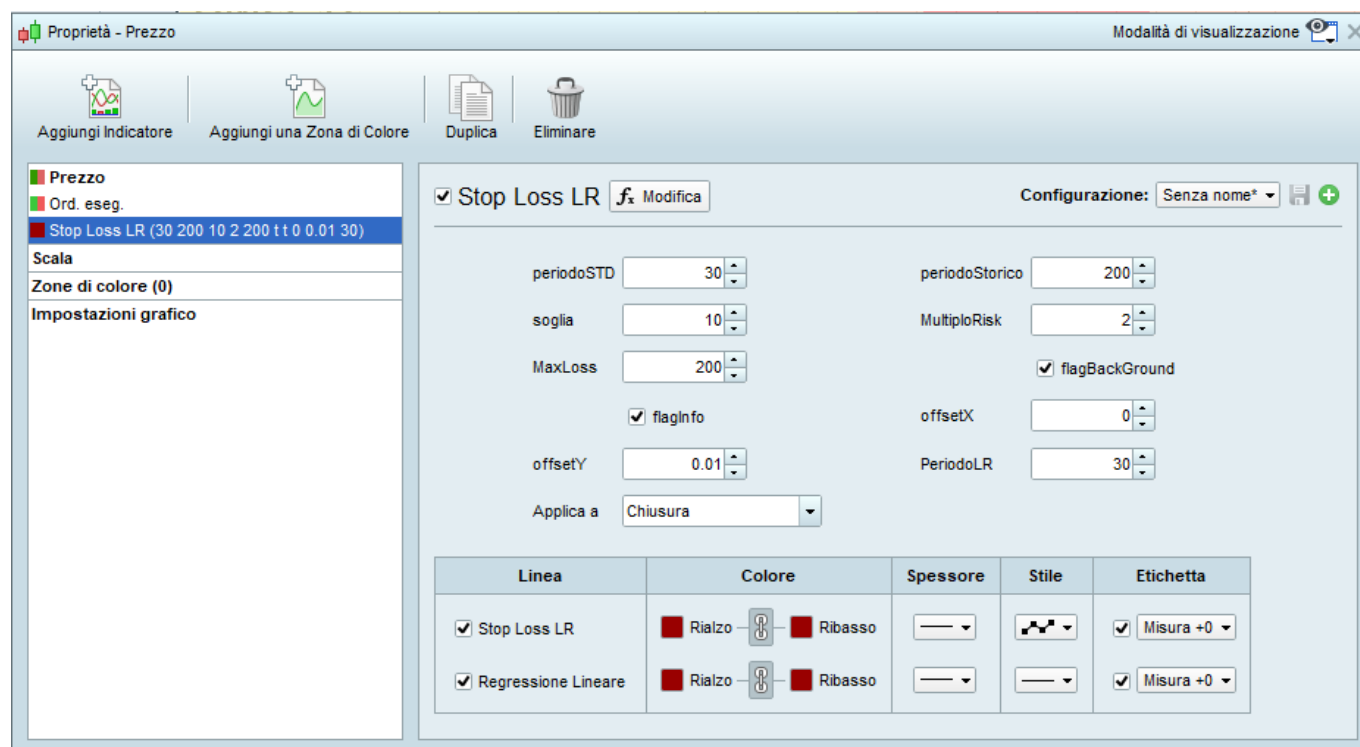 Proprietà - Prezzo
Modalità di visualizzazione
Aggiungi Indicatore
Aggiungi una Zona di Colore
Duplica
Eliminare
Prezzo
Ord. eseg.
Stop Loss LR (30 200 10 2 200 t t 0 0.01 30)
Scala
Zone di colore (0)
Impostazioni grafico
Stop Loss LR fx Modifica
Configurazione: Senza nome*
periodoSTD 30
periodoStorico 200
soglia 10
MultiploRisk 2
MaxLoss 200
flagBackGround
flagInfo
offsetX 0
offsetY 0.01
PeriodoLR 30
Applica a Chiusura
Linea Colore Spessore Stile Etichetta
Stop Loss LR Rialzo Ribasso Misura +0
Regressione Lineare Rialzo Ribasso Misura +0